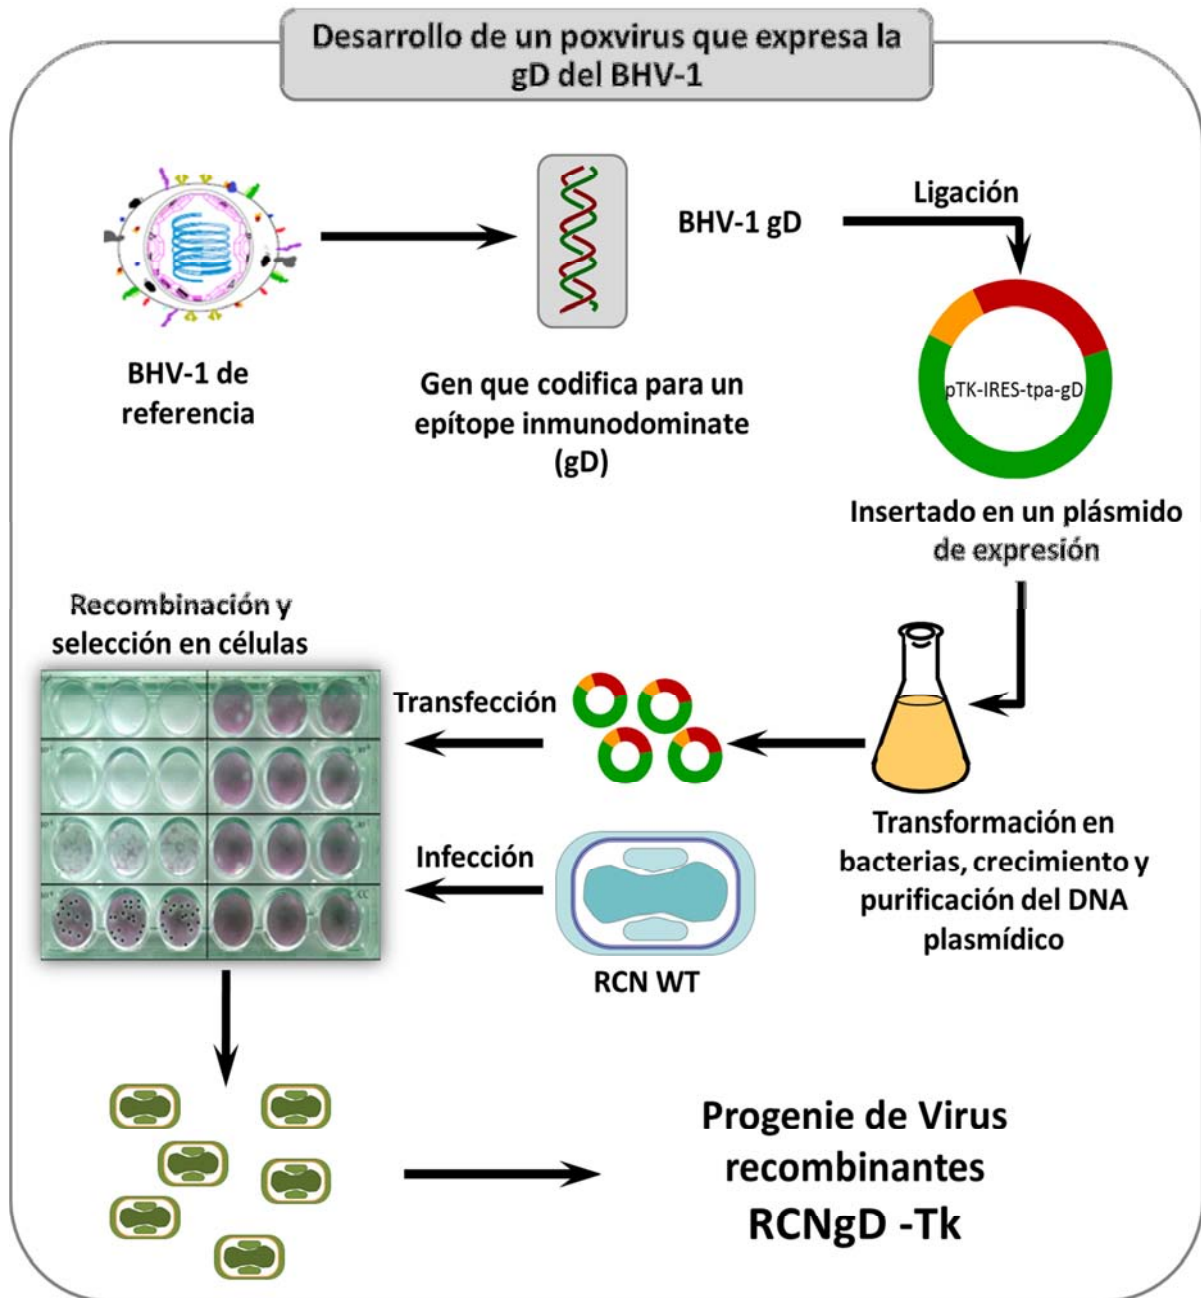 Desarrollo de un poxvirus que expresa la
gD del BHV-1
BHV-1 gD
Ligación
BHV-1 de
referencia
Gen que codifica para un
epítope inmunodominate
(gD)
pTK-IRES-tpa-gD
Insertado en un plásmido
de expresión
Recombinación y
selección en células
Transfección
Infección
RCN WT
Transformación en
bacterias, crecimiento y
purificación del DNA
plasmídico
Progenie de Virus
recombinantes
RCNgD -Tk